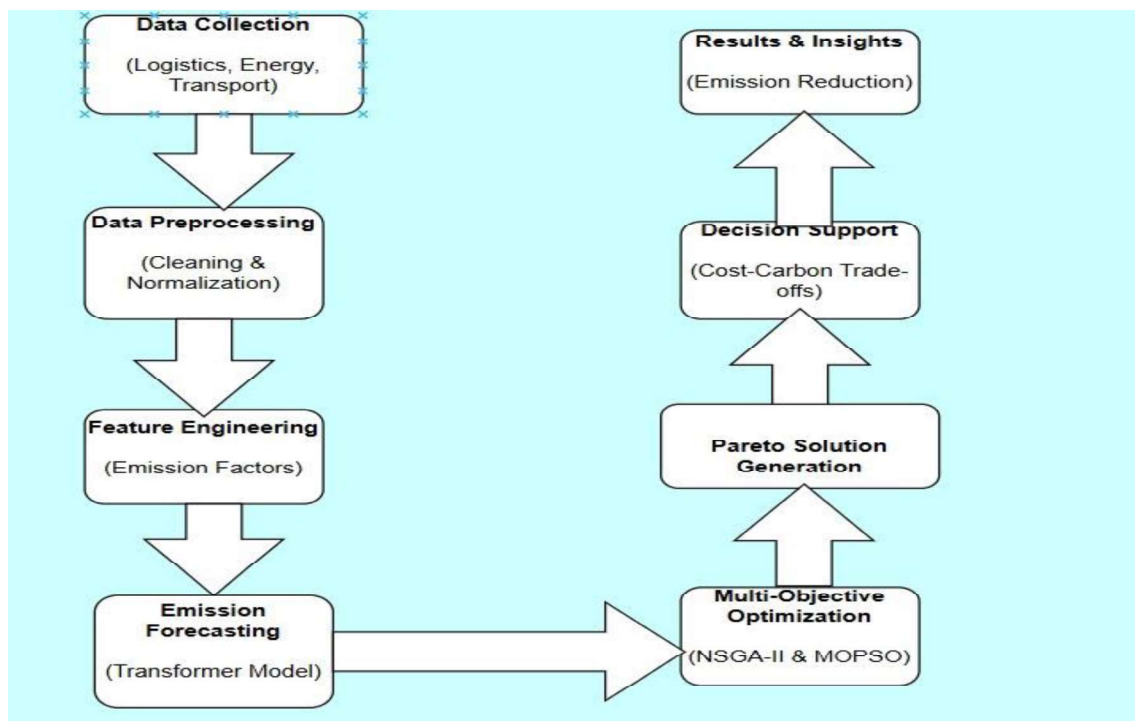 Data Collection
(Logistics, Energy,
Transport)
Data Preprocessing
(Cleaning &
Normalization)
Feature Engineering
(Emission Factors)
Emission
Forecasting
(Transformer Model)
Multi-Objective
Optimization
(NSGA-II & MOPSO)
Pareto Solution
Generation
Decision Support
(Cost-Carbon Trade-
offs)
Results & Insights
(Emission Reduction)